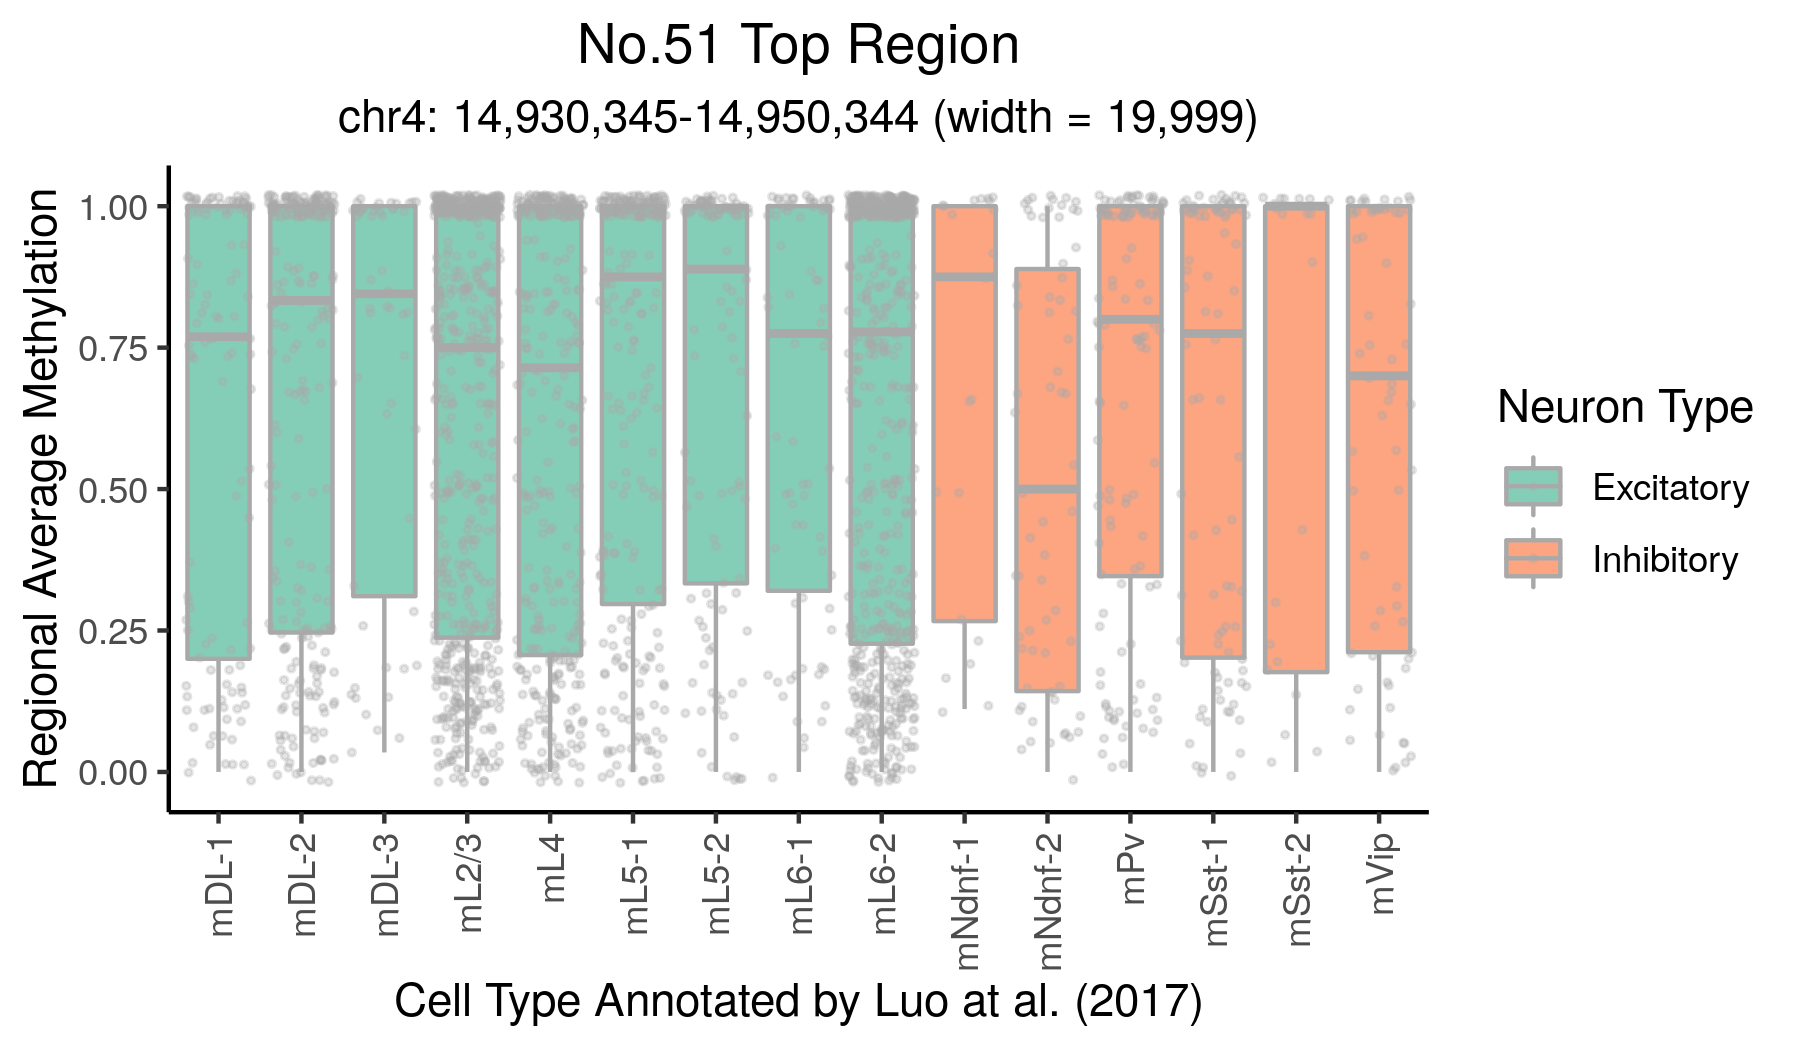 No.51 Top Region
chr4: 14,930,345-14,950,344 (width = 19,999)
Regional Average Methylation
1.00
0.75
0.50
0.25
0.00
mDL-1
mDL-2
mDL-3
mL2/3
mL4
mL5-1
mL5-2
mL6-1
mL6-2
mNdnf-1
mNdnf-2
mPv
mSst-1
mSst-2
mVip
Cell Type Annotated by Luo at al. (2017)
Neuron Type
Excitatory
Inhibitory